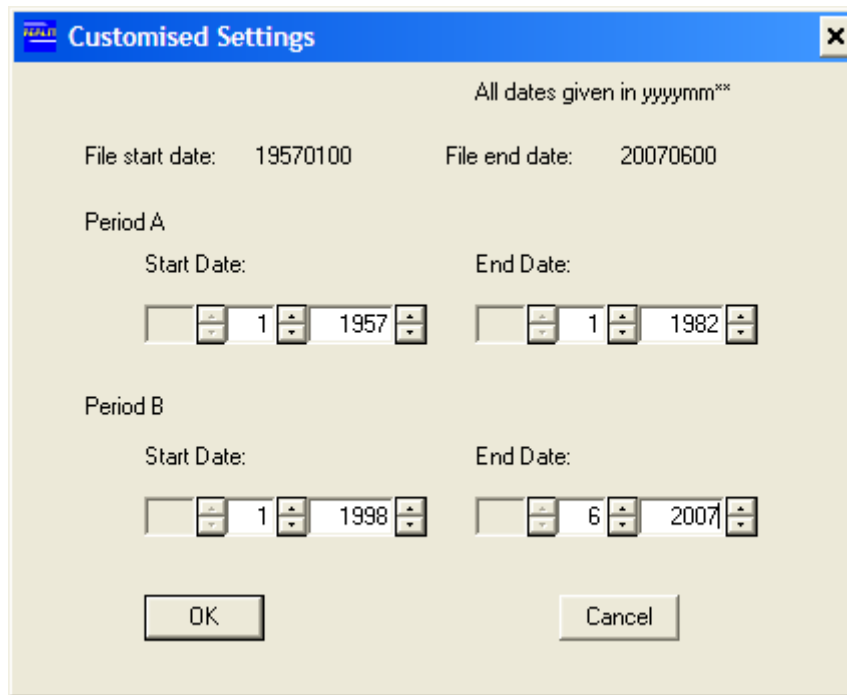 Customised Settings
All dates given in yyyymm**
File start date: 19570100 File end date: 20070600
Period A
Start Date: End Date:
1 1957 1 1982
Period B
Start Date: End Date:
1 1998 6 2007
OK Cancel